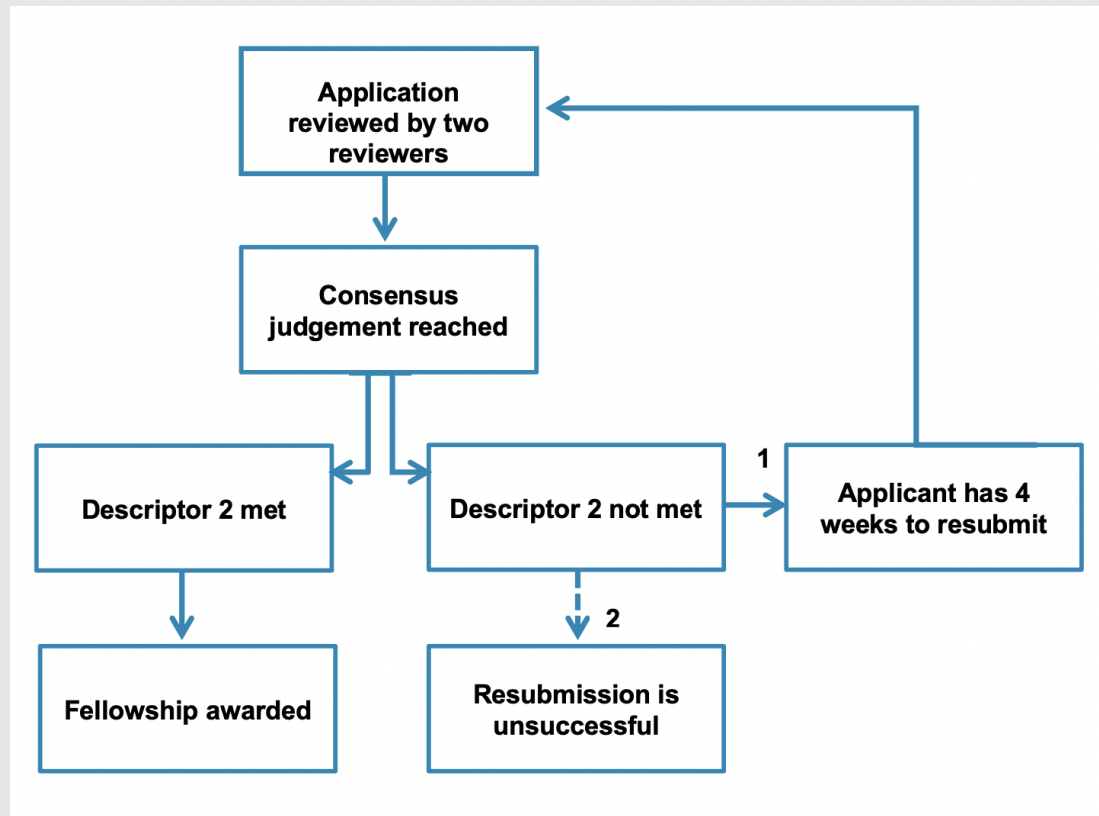 Application
reviewed by two
reviewers
Consensus
judgement reached
Descriptor 2 met
Descriptor 2 not met
1
Applicant has 4
weeks to resubmit
2
Fellowship awarded
Resubmission is
unsuccessful